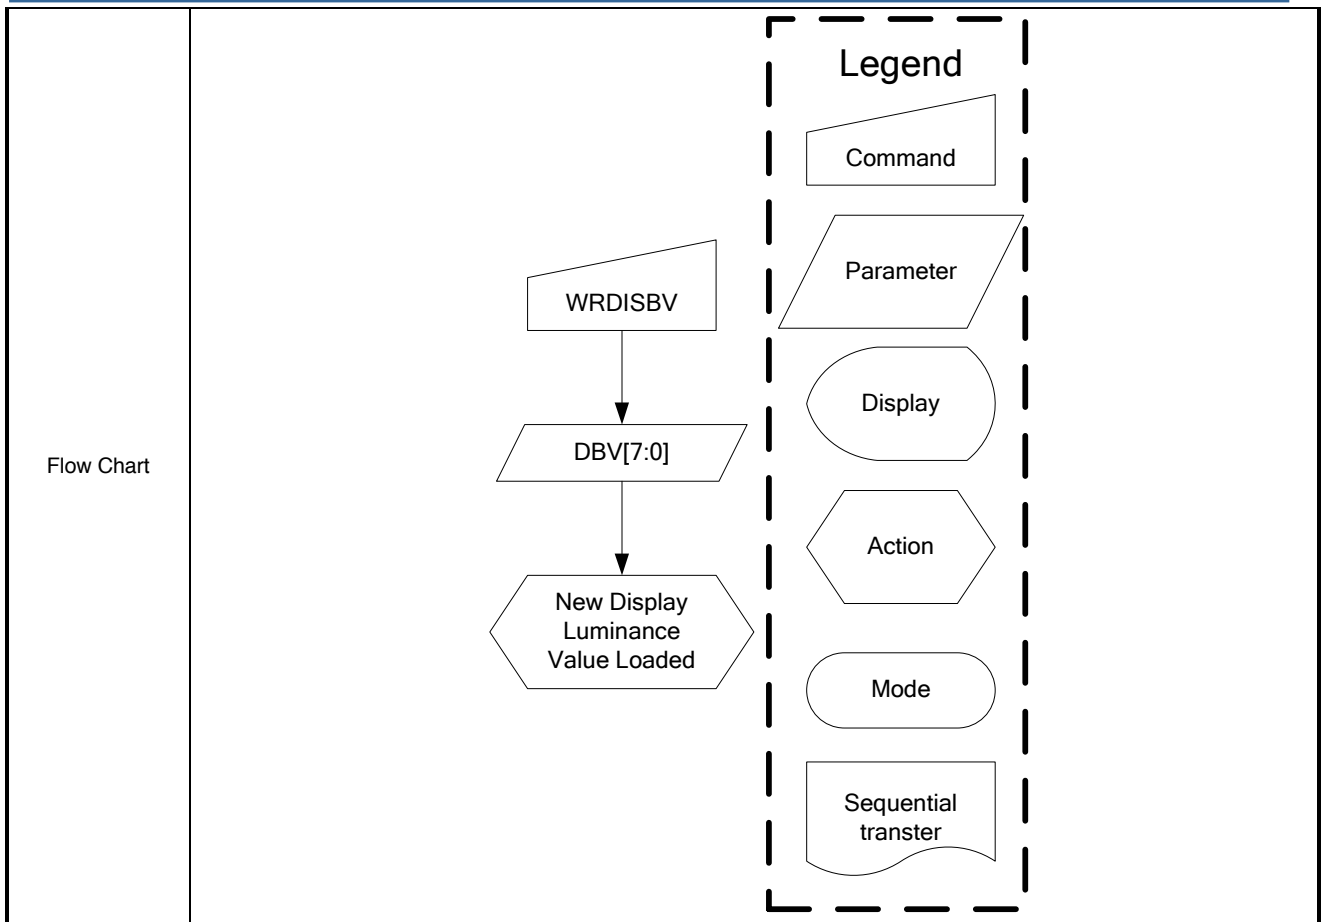 Flow Chart
WRDISBV
DBV[7:0]
New Display
Luminance
Value Loaded
Legend
Command
Parameter
Display
Action
Mode
Sequential
transter